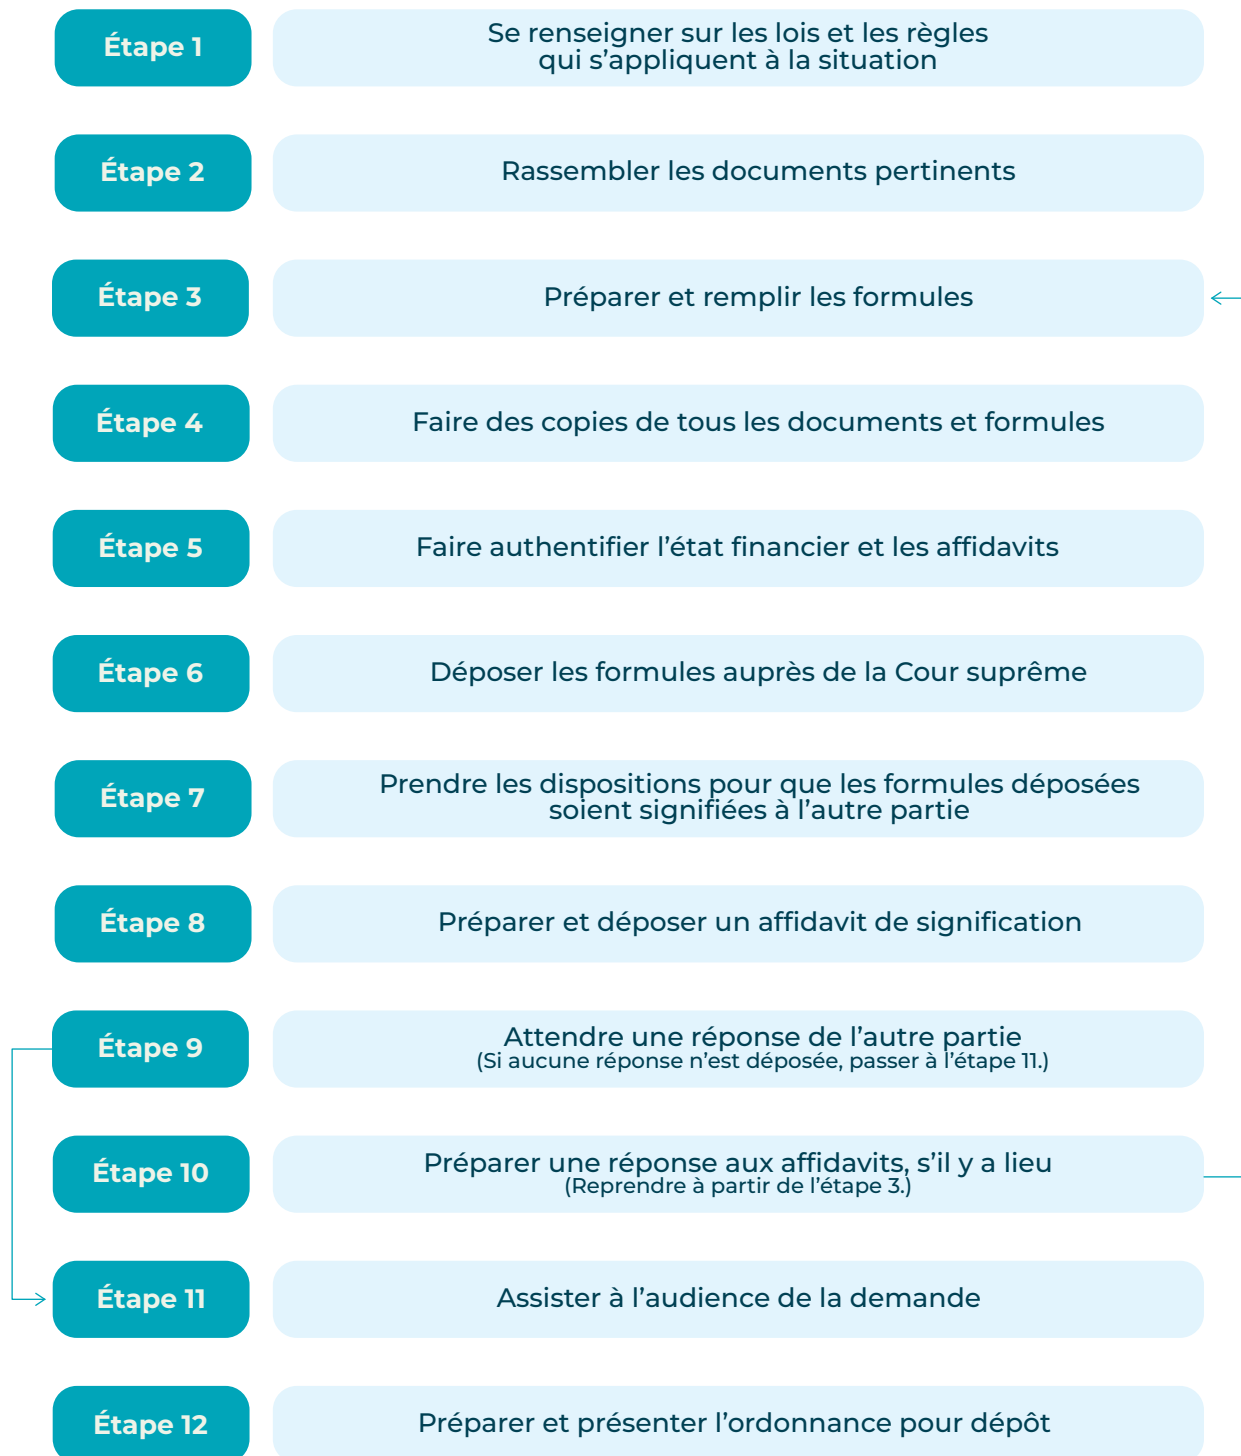 Étape 1
Se renseigner sur les lois et les règles
qui s’appliquent à la situation
Étape 2
Rassembler les documents pertinents
Étape 3
Préparer et remplir les formules
Étape 4
Faire des copies de tous les documents et formules
Étape 5
Faire authentifier l’état financier et les affidavits
Étape 6
Déposer les formules auprès de la Cour suprême
Étape 7
Prendre les dispositions pour que les formules déposées
soient signifiées à l’autre partie
Étape 8
Préparer et déposer un affidavit de signification
Étape 9
Attendre une réponse de l’autre partie
(Si aucune réponse n’est déposée, passer à l’étape 11.)
Étape 10
Préparer une réponse aux affidavits, s’il y a lieu
(Reprendre à partir de l’étape 3.)
Étape 11
Assister à l’audience de la demande
Étape 12
Préparer et présenter l’ordonnance pour dépôt